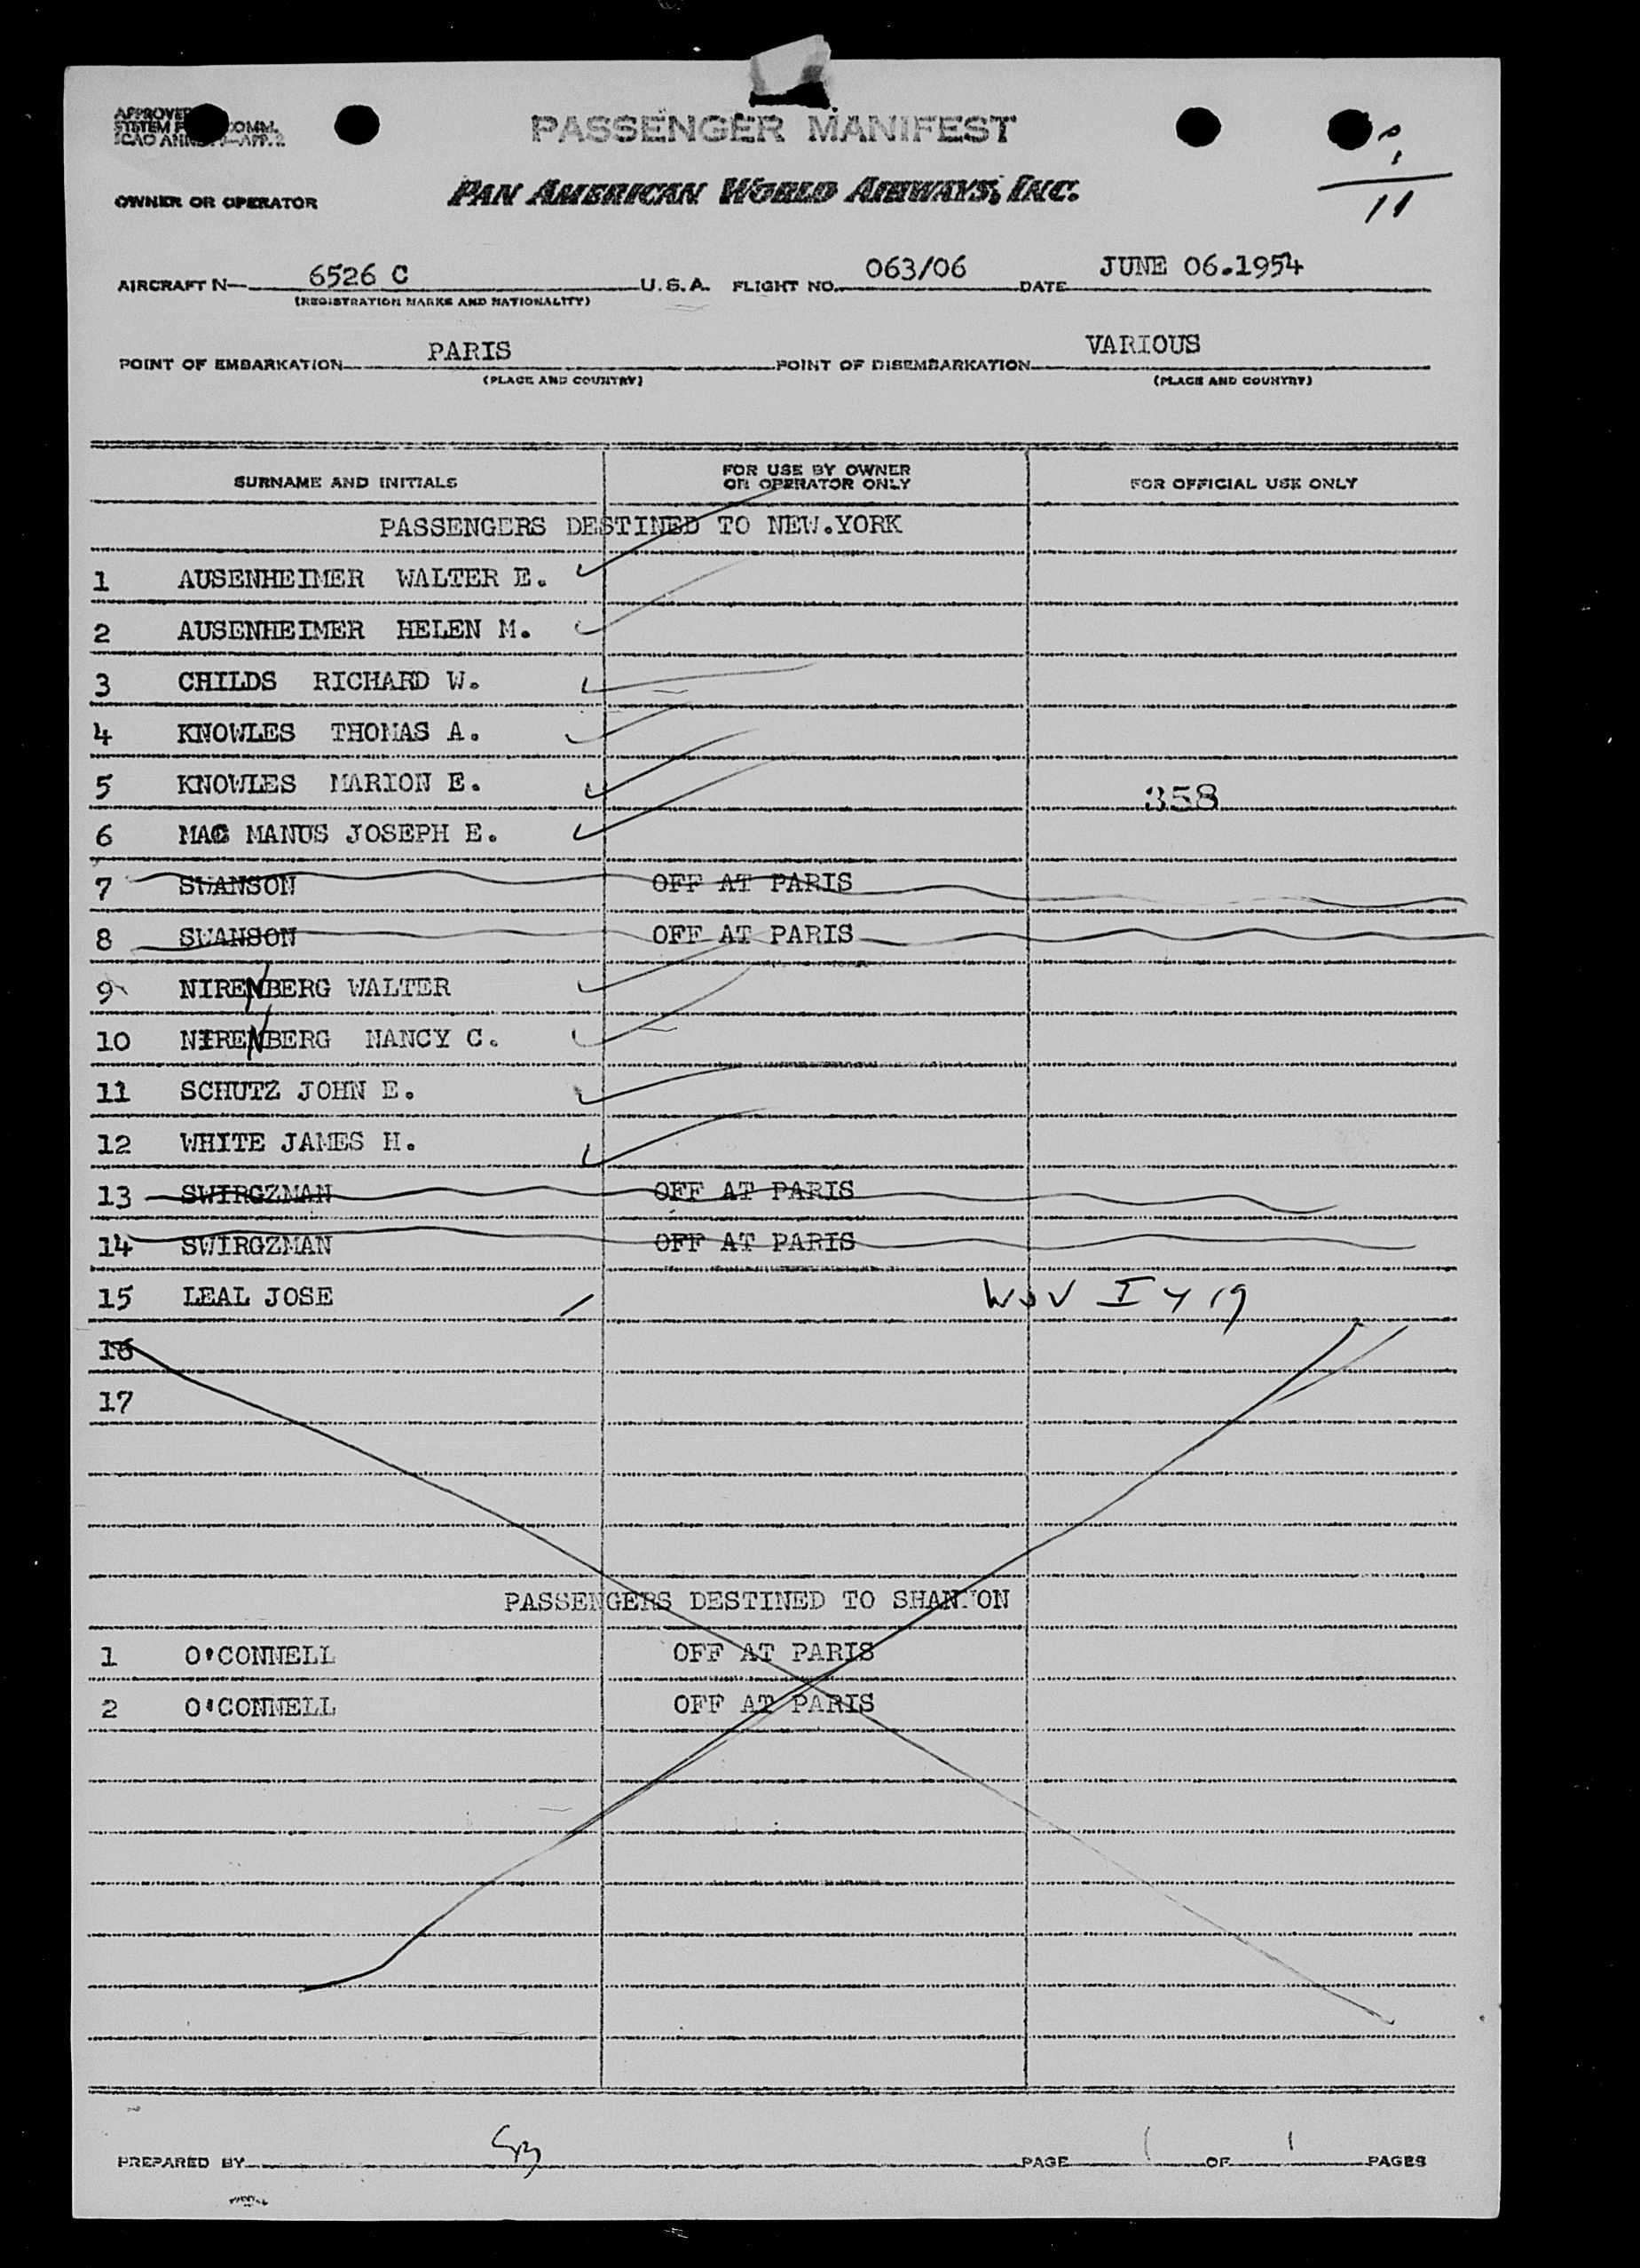 APPROVED
SYSTEM COMM.
ICAO APP. 2
PASSENGER MANIFEST
OWNER OR OPERATOR PAN AMERICAN WORLD AIRWAYS, INC.
11
AIRCRAFT N— 6526 C U.S.A. FLIGHT NO. 063/06 DATE JUNE 06.1954
(REGISTRATION MARKS AND NATIONALITY)
POINT OF EMBARKATION PARIS POINT OF DISEMBARKATION VARIOUS
(PLACE AND COUNTRY) (PLACE AND COUNTRY)
SURNAME AND INITIALS FOR USE BY OWNER OR OPERATOR ONLY FOR OFFICIAL USE ONLY
PASSENGERS DESTINED TO NEW.YORK
1 AUSENHEIMER WALTER E.
2 AUSENHEIMER HELEN M.
3 CHILDS RICHARD W.
4 KNOWLES THOMAS A.
5 KNOWLES MARION E. 358
6 MAC MANUS JOSEPH E.
7 SWANSON OFF AT PARIS
8 SWANSON OFF AT PARIS
9 NIRENBERG WALTER
10 NIRENBERG NANCY C.
11 SCHUTZ JOHN E.
12 WHITE JAMES H.
13 SWIRGZMAN OFF AT PARIS
14 SWIRGZMAN OFF AT PARIS
15 LEAL JOSE
16
17
PASSENGERS DESTINED TO SHANNON
1 O'CONNELL OFF AT PARIS
2 O'CONNELL OFF AT PARIS
PREPARED BY PAGE 1 OF 1 PAGES